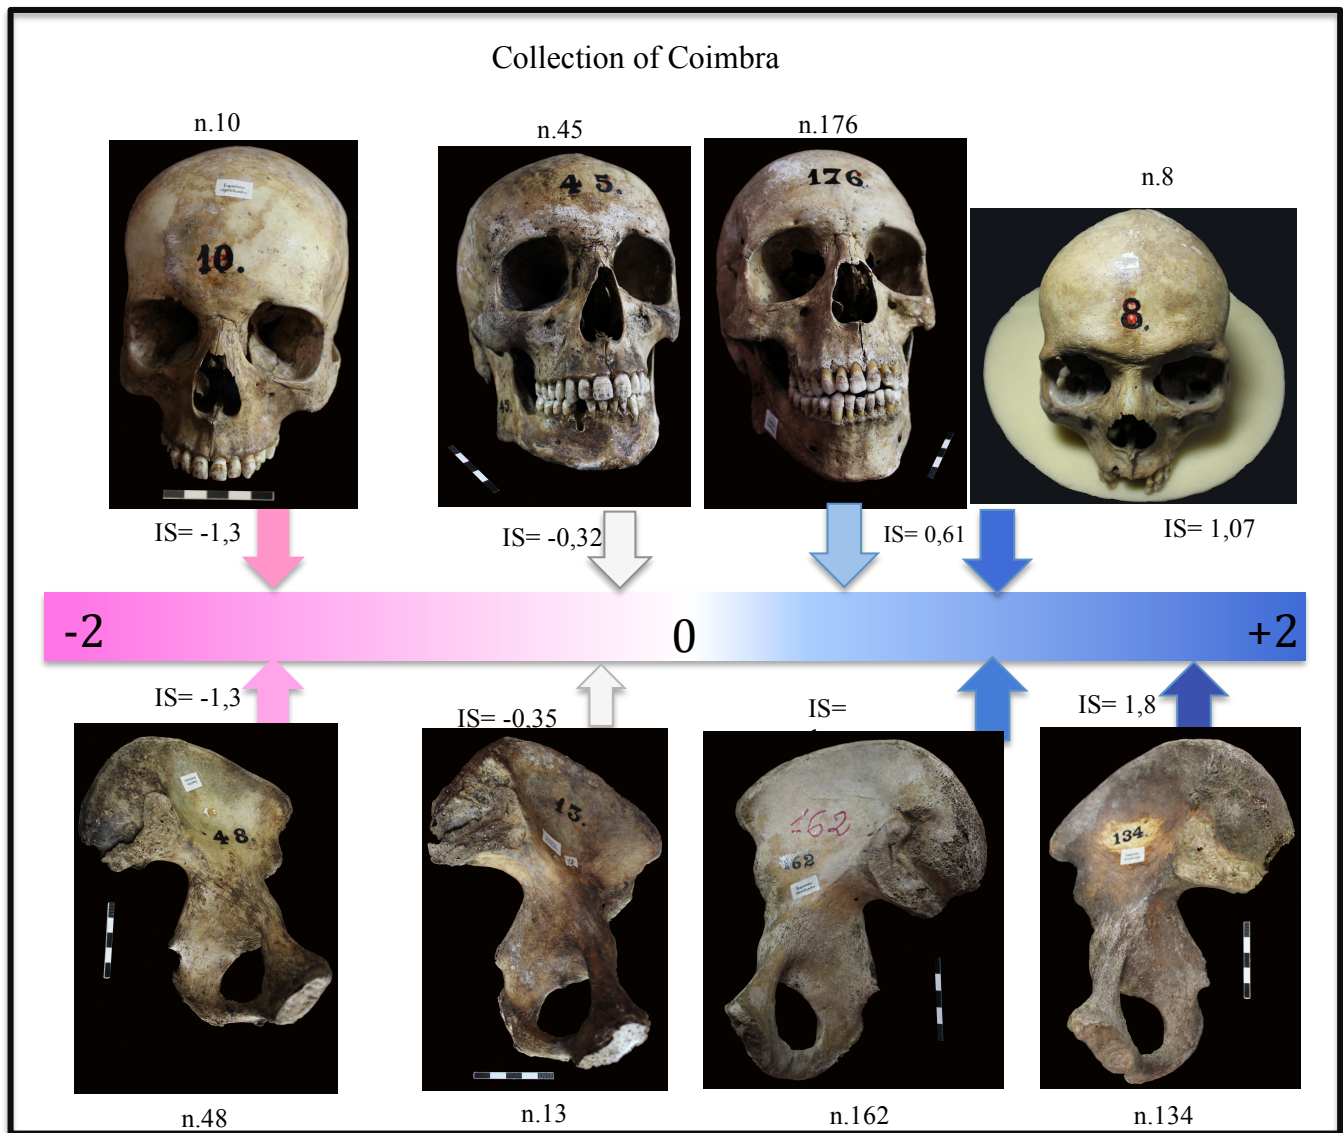 Collection of Coimbra
n.10
n.45
n.176
n.8
10.
4 5.
176.
8.
45.
IS= -1,3
IS= -0,32
IS= 0,61
IS= 1,07
-2
0
+2
IS= -1,3
IS= -0,35
IS=
IS= 1,8
48.
13.
162
162
134.
n.48
n.13
n.162
n.134